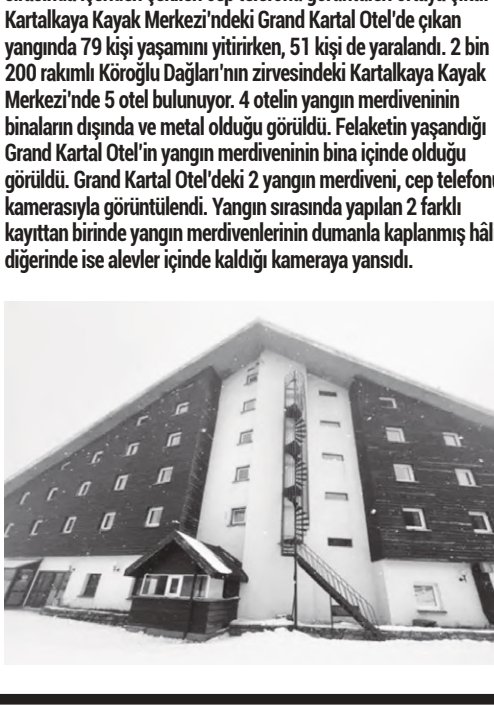 Kartalkaya Kayak Merkezi'ndeki Grand Kartal Otel'de çıkan
yangında 79 kişi yaşamını yitirirken, 51 kişi de yaralandı. 2 bin
200 rakımlı Köroğlu Dağları'nın zirvesindeki Kartalkaya Kayak
Merkezi'nde 5 otel bulunuyor. 4 otelin yangın merdiveninin
binaların dışında ve metal olduğu görüldü. Felaketin yaşandığı
Grand Kartal Otel'in yangın merdiveninin bina içinde olduğu
görüldü. Grand Kartal Otel'deki 2 yangın merdiveni, cep telefonu
kamerasıyla görüntülendi. Yangın sırasında yapılan 2 farklı
kayıttan birinde yangın merdivenlerinin dumanla kaplanmış hâl
diğerinde ise alevler içinde kaldığı kameraya yansıdı.